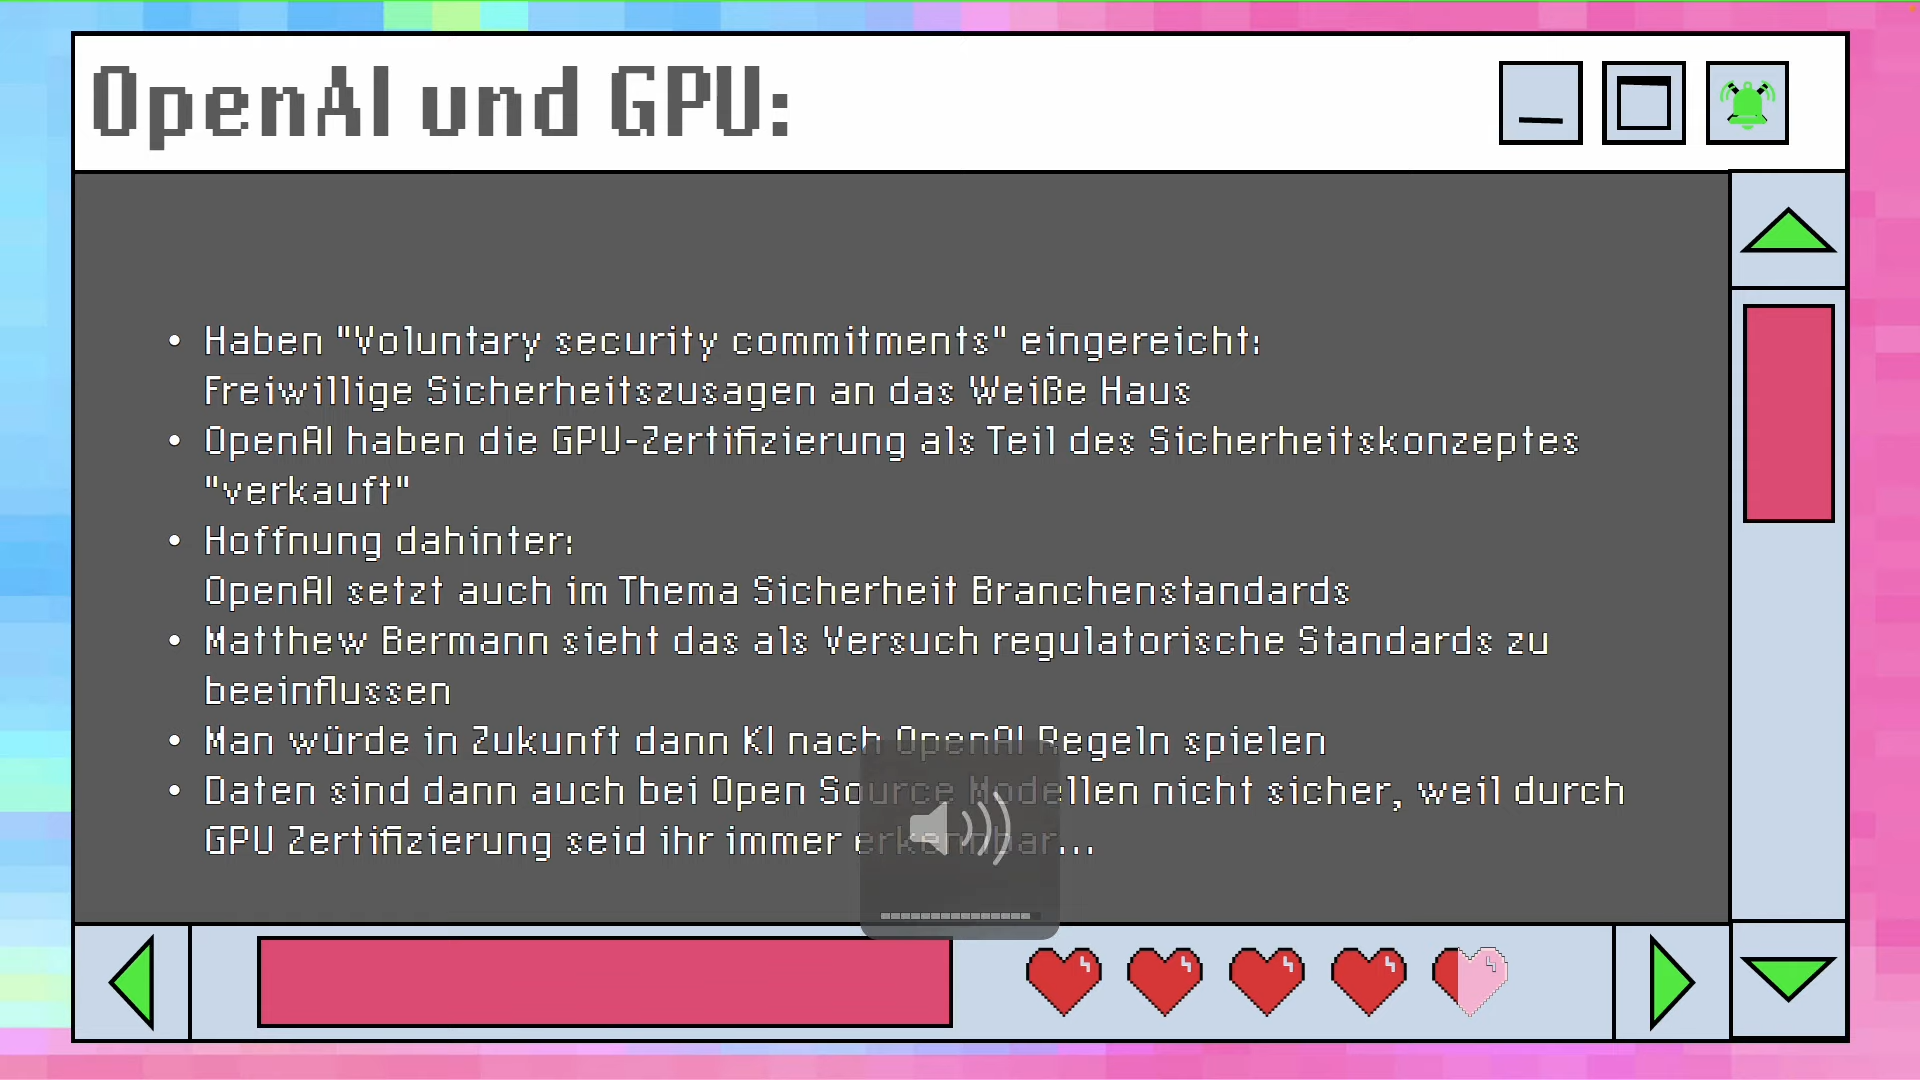 OpenAI und GPU:
• Haben "Voluntary security commitments" eingereicht:
Freiwillige Sicherheitszusagen an das Weiße Haus
• OpenAI haben die GPU-Zertifizierung als Teil des Sicherheitskonzeptes
"verkauft"
• Hoffnung dahinter:
OpenAI setzt auch im Thema Sicherheit Branchenstandards
• Matthew Bermann sieht das als Versuch regulatorische Standards zu
beeinflussen
• Man würde in Zukunft dann KI nach OpenAI Regeln spielen
• Daten sind dann auch bei Open Source Modellen nicht sicher, weil durch
GPU Zertifizierung seid ihr immer erkennbar...